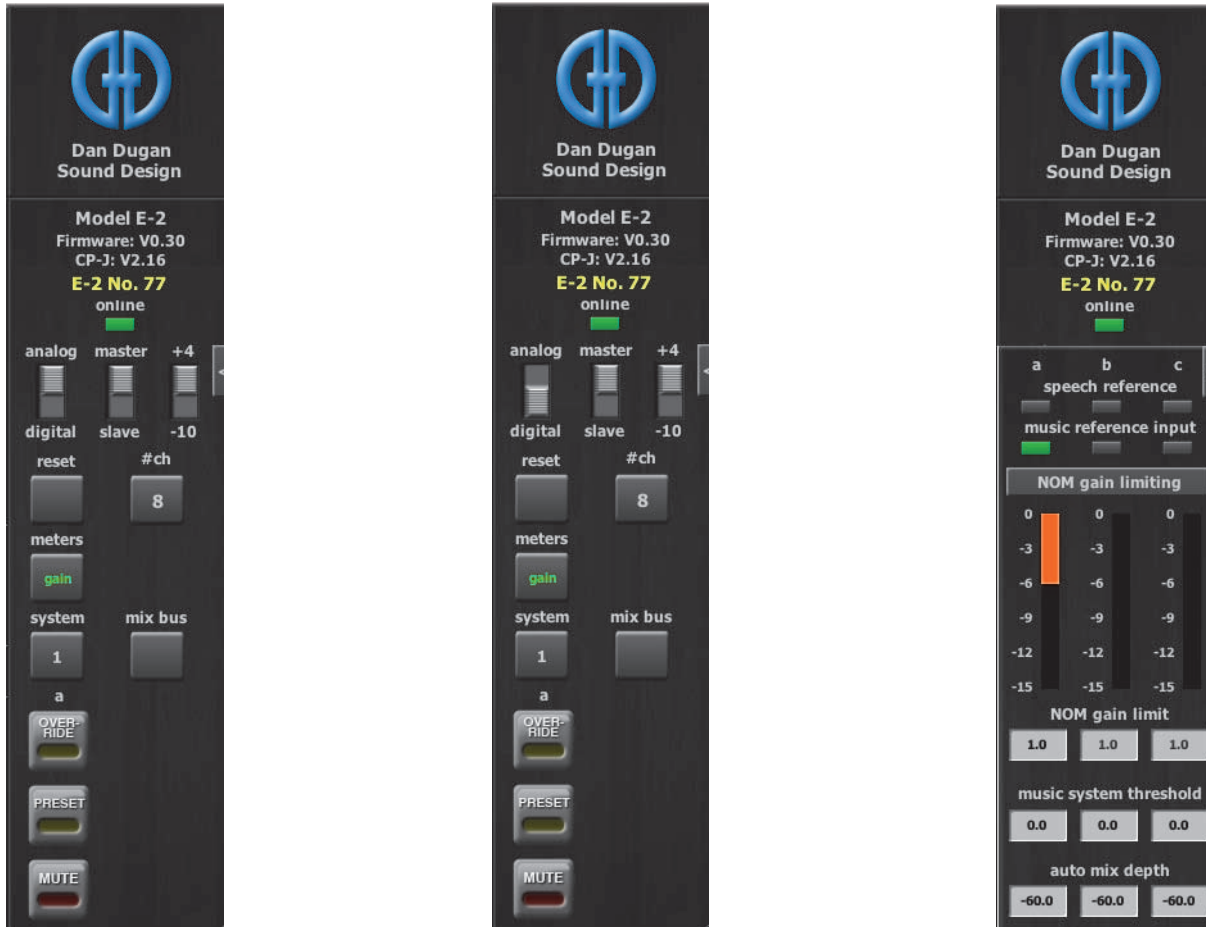 Dan Dugan
Sound Design
Model E-2
Firmware: V0.30
CP-J: V2.16
E-2 No. 77
online
analog master +4
<
digital slave -10
reset #ch
8
meters
gain
system mix bus
1
a
OVER-
RIDE
PRESET
MUTE
Dan Dugan
Sound Design
Model E-2
Firmware: V0.30
CP-J: V2.16
E-2 No. 77
online
analog master +4
<
digital slave -10
reset #ch
8
meters
gain
system mix bus
1
a
OVER-
RIDE
PRESET
MUTE
Dan Dugan
Sound Design
Model E-2
Firmware: V0.30
CP-J: V2.16
E-2 No. 77
online
a b c
speech reference
music reference input
NOM gain limiting
0 0 0
-3 -3 -3
-6 -6 -6
-9 -9 -9
-12 -12 -12
-15 -15 -15
NOM gain limit
1.0 1.0 1.0
music system threshold
0.0 0.0 0.0
auto mix depth
-60.0 -60.0 -60.0